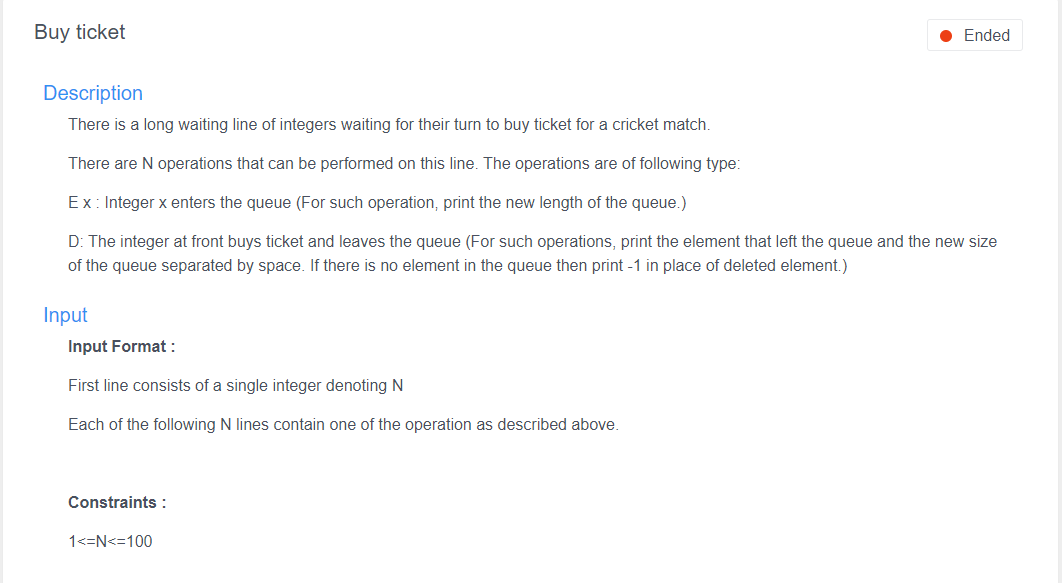 Buy ticket
Ended
Description
There is a long waiting line of integers waiting for their turn to buy ticket for a cricket match.
There are N operations that can be performed on this line. The operations are of following type:
E x : Integer x enters the queue (For such operation, print the new length of the queue.)
D: The integer at front buys ticket and leaves the queue (For such operations, print the element that left the queue and the new size
of the queue separated by space. If there is no element in the queue then print -1 in place of deleted element.)
Input
Input Format :
First line consists of a single integer denoting N
Each of the following N lines contain one of the operation as described above.
Constraints :
1<=N<=100